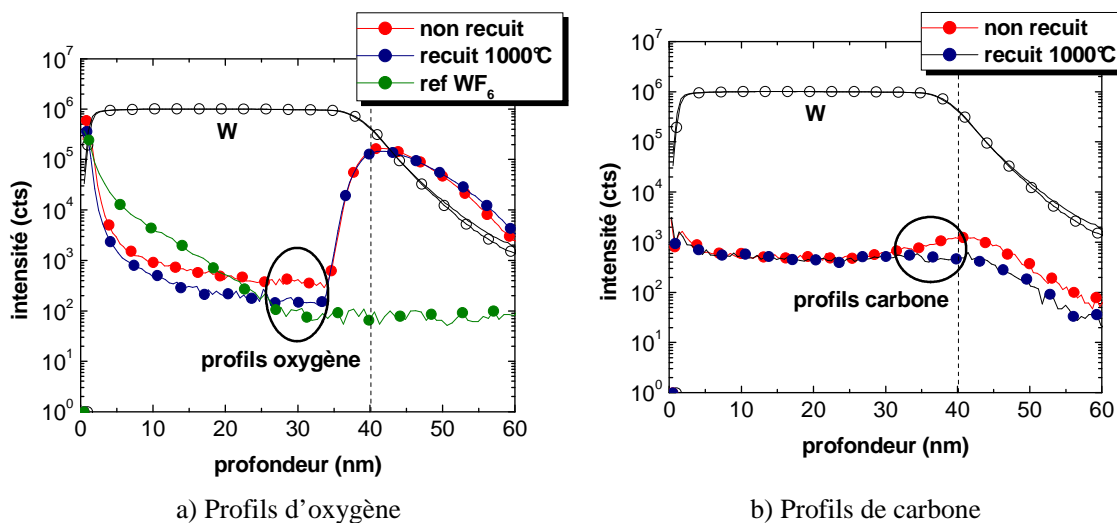 non recuit
recuit 1000°C
ref WF6
10^7
10^6
10^5
10^4
10^3
10^2
10^1
10^0
intensité (cts)
W
profils oxygène
0 10 20 30 40 50 60
profondeur (nm)
a) Profils d’oxygène
non recuit
recuit 1000°C
10^7
10^6
10^5
10^4
10^3
10^2
10^1
10^0
intensité (cts)
W
profils carbone
0 10 20 30 40 50 60
profondeur (nm)
b) Profils de carbone